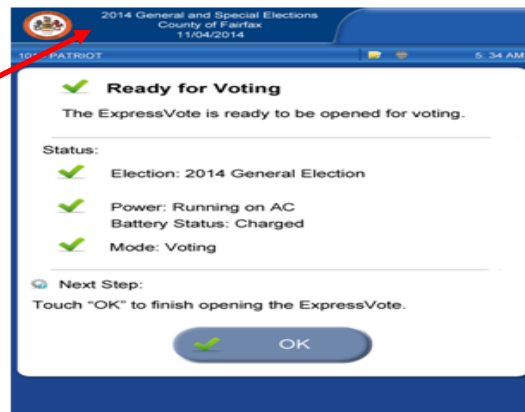 2014 General and Special Elections
County of Fairfax
11/04/2014
101 - PATRIOT
5:34 AM
Ready for Voting
The ExpressVote is ready to be opened for voting.
Status:
Election: 2014 General Election
Power: Running on AC
Battery Status: Charged
Mode: Voting
Next Step:
Touch "OK" to finish opening the ExpressVote.
OK